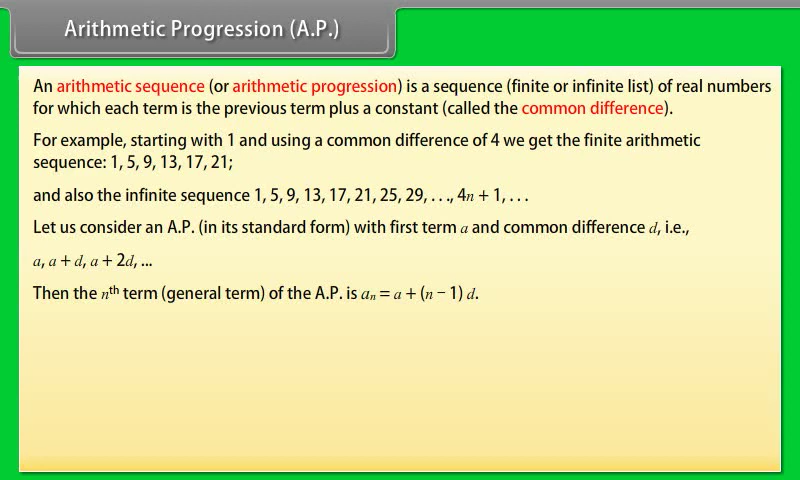 Arithmetic Progression (A.P.)
An arithmetic sequence (or arithmetic progression) is a sequence (finite or infinite list) of real numbers
for which each term is the previous term plus a constant (called the common difference).
For example, starting with 1 and using a common difference of 4 we get the finite arithmetic
sequence: 1, 5, 9, 13, 17, 21;
and also the infinite sequence 1, 5, 9, 13, 17, 21, 25, 29, . . ., 4n + 1, . . .
Let us consider an A.P. (in its standard form) with first term a and common difference d, i.e.,
a, a + d, a + 2d, ...
Then the nᵗʰ term (general term) of the A.P. is aₙ = a + (n − 1) d.